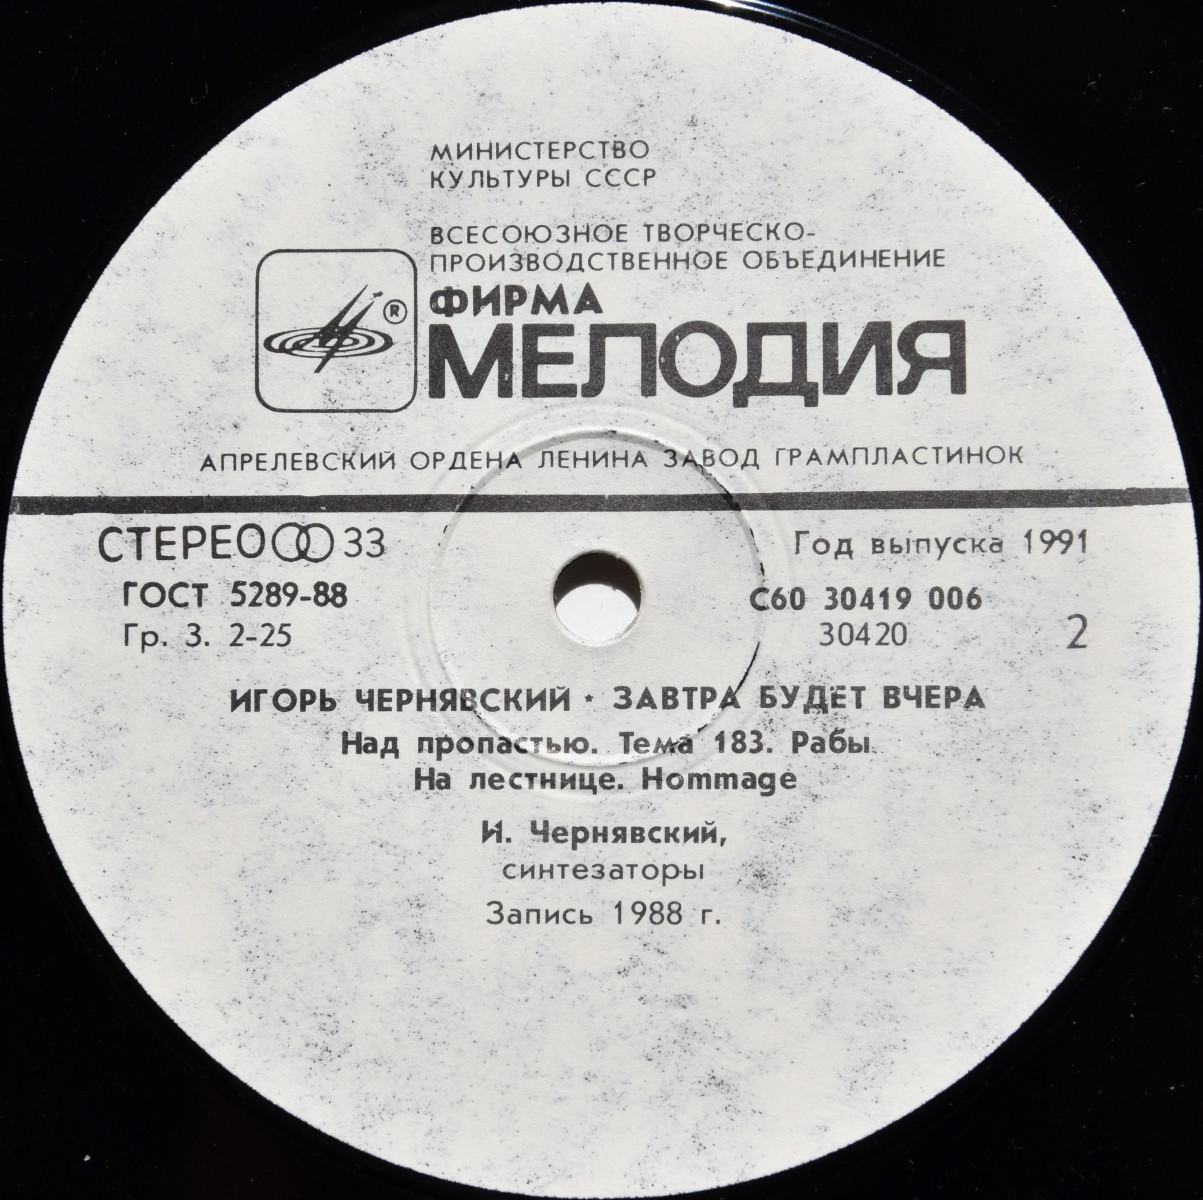 МИНИСТЕРСТВО
КУЛЬТУРЫ СССР
ВСЕСОЮЗНОЕ ТВОРЧЕСКО-
ПРОИЗВОДСТВЕННОЕ ОБЪЕДИНЕНИЕ
ФИРМА
®
МЕЛОДИЯ
АПРЕЛЕВСКИЙ ОРДЕНА ЛЕНИНА ЗАВОД ГРАМПЛАСТИНОК
СТЕРЕО 33
Год выпуска 1991
ГОСТ 5289-88
С60 30419 006
Гр. 3. 2-25
30420
2
ИГОРЬ ЧЕРНЯВСКИЙ · ЗАВТРА БУДЕТ ВЧЕРА
Над пропастью. Тема 183. Рабы.
На лестнице. Hommage
И. Чернявский,
синтезаторы
Запись 1988 г.